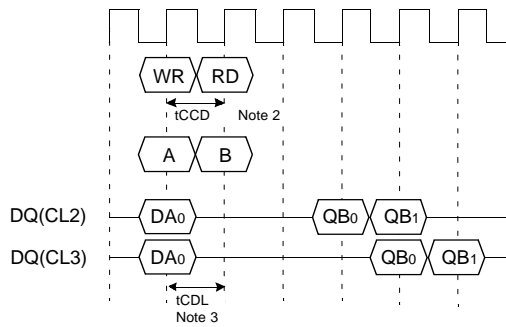 WR RD
tCCD Note 2
A B
DQ(CL2) DA0 QB0 QB1
DQ(CL3) DA0 QB0 QB1
tCDL
Note 3